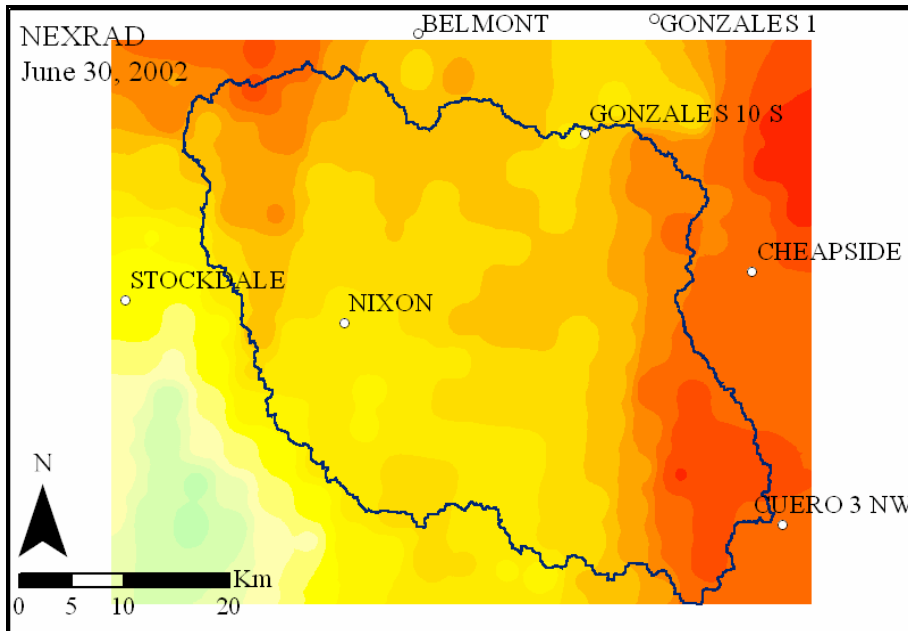 NEXRAD
June 30, 2002
BELMONT
GONZALES 1
GONZALES 10 S
CHEAPSIDE
STOCKDALE
NIXON
CUERO 3 NW
N
Km
0 5 10 20